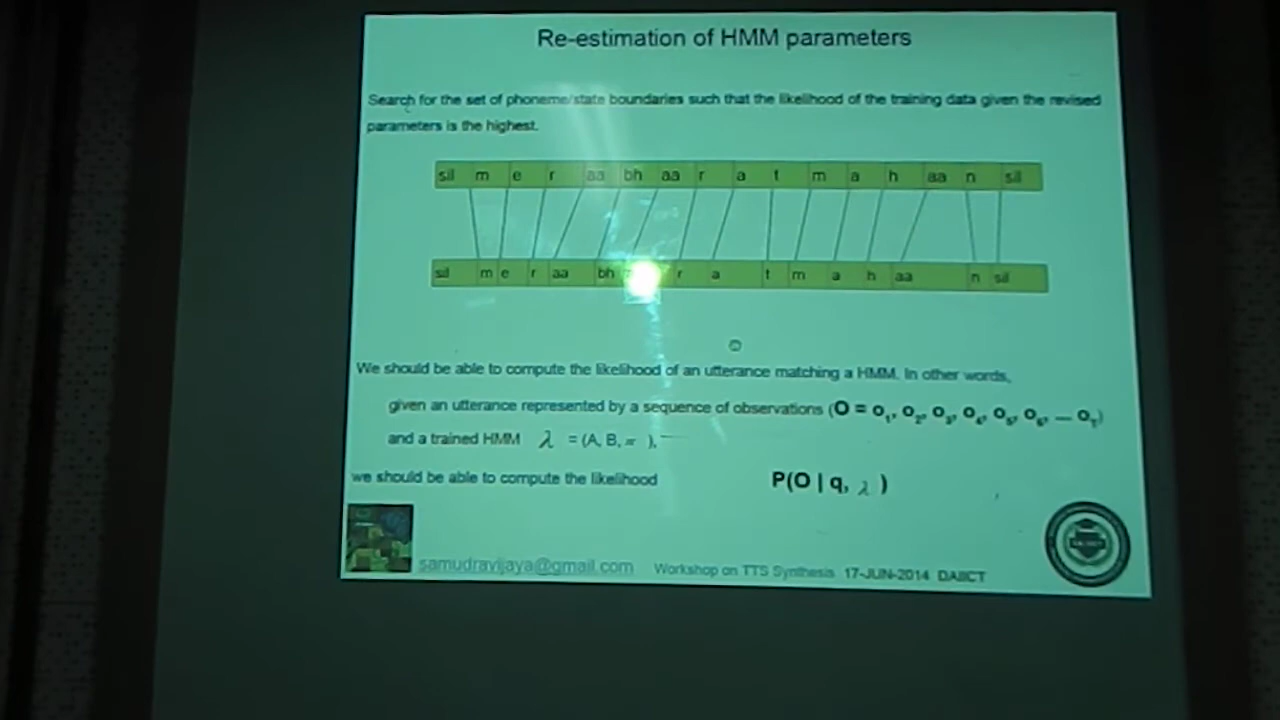 Re-estimation of HMM parameters
Search for the set of phoneme/state boundaries such that the likelihood of the training data given the revised
parameters is the highest.
sil m e r aa bh aa r a t m a h aa n sil
sil m e r aa bh r a t m a h aa n sil
We should be able to compute the likelihood of an utterance matching a HMM. In other words,
given an utterance represented by a sequence of observations (O = o₁, o₂, o₃, o₄, o₅, o₆, ... o_T)
and a trained HMM λ = (A, B, π ),
we should be able to compute the likelihood P(O | q, λ )
samudravijaya@gmail.com Workshop on TTS Synthesis 17-JUN-2014 DAIICT